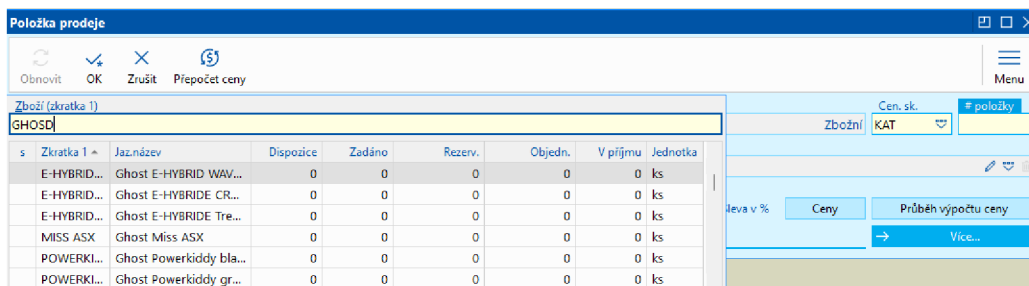 Položka prodeje
Obnovit OK Zrušit Přepočet ceny Menu
Zboží (zkratka 1) Cen. sk. # položky
GHOSD Zbožní KAT
s Zkratka 1 Jaz.název Dispozice Zadáno Rezerv. Objedn. V příjmu Jednotka
E-HYBRID... Ghost E-HYBRID WAV... 0 0 0 0 0 ks
E-HYBRID... Ghost E-HYBRIDE CR... 0 0 0 0 0 ks
E-HYBRID... Ghost E-HYBRIDE Tre... 0 0 0 0 0 ks
sleva v % Ceny Průběh výpočtu ceny
MISS ASX Ghost Miss ASX 0 0 0 0 0 ks
Více...
POWERKI... Ghost Powerkiddy bla... 0 0 0 0 0 ks
POWERKI... Ghost Powerkiddy gr... 0 0 0 0 0 ks